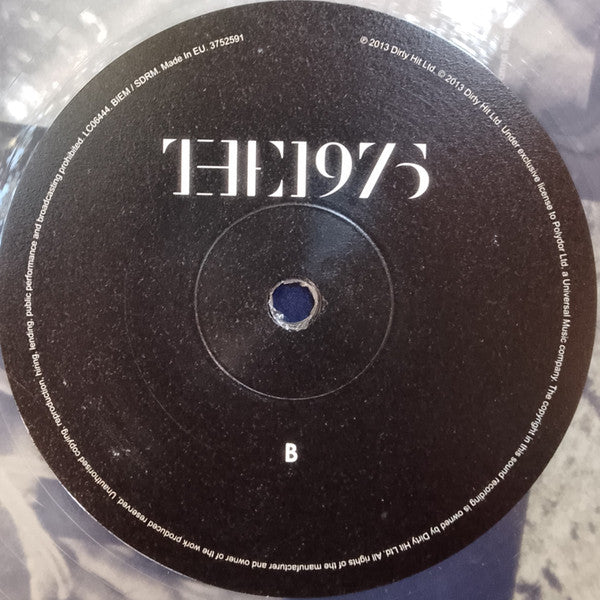 THE1975
B
℗ 2013 Dirty Hit Ltd. © 2013 Dirty Hit Ltd. Under exclusive license to Polydor Ltd. a Universal Music company. The copyright in this sound recording is owned by Dirty Hit Ltd. All rights of the manufacturer and owner of the work produced reserved. Unauthorised copying, reproduction, hiring, lending, public performance and broadcasting prohibited. LC06444. BIEM / SDRM. Made In EU. 3752591